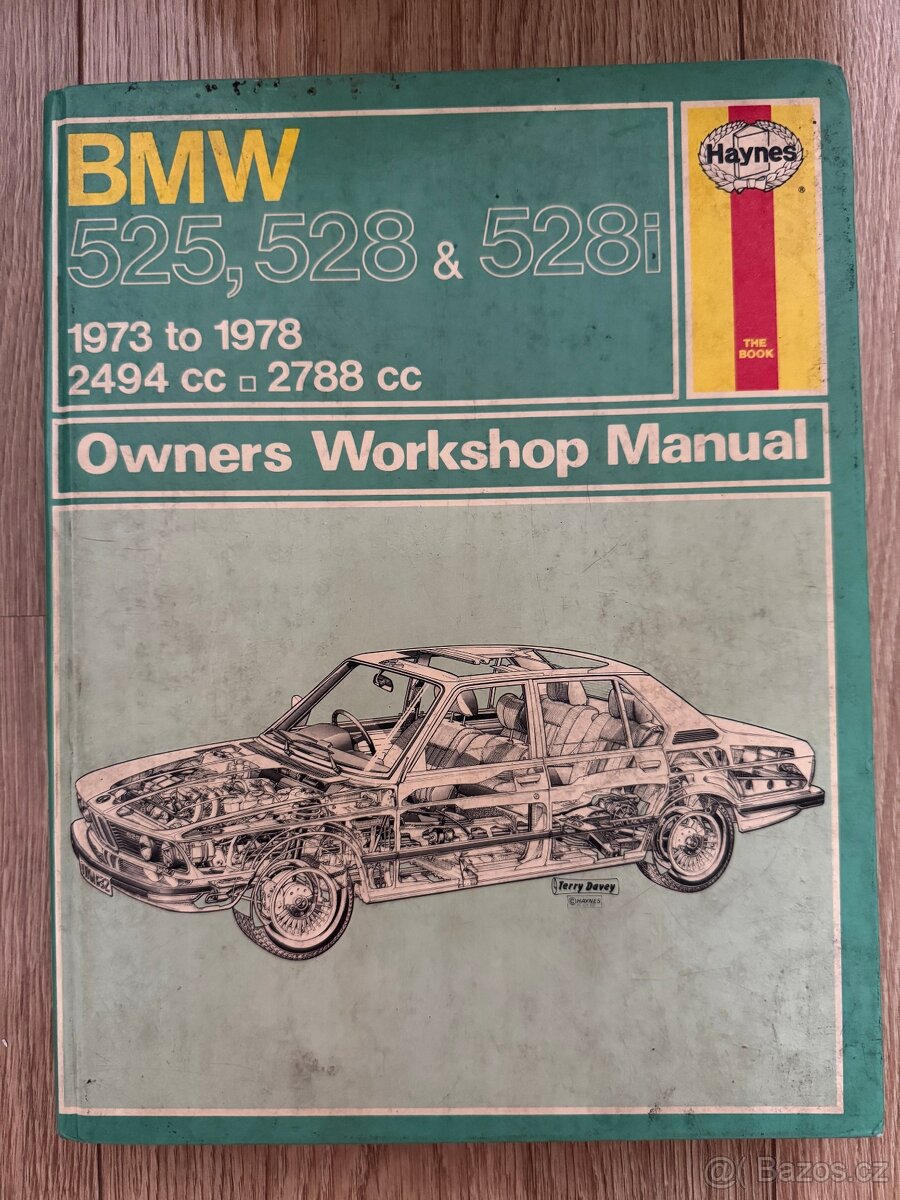 BMW
525, 528 & 528i
1973 to 1978
2494 cc □ 2788 cc
Haynes
®
THE
BOOK
Owners Workshop Manual
Terry Davey
© HAYNES
@ Bazos.cz